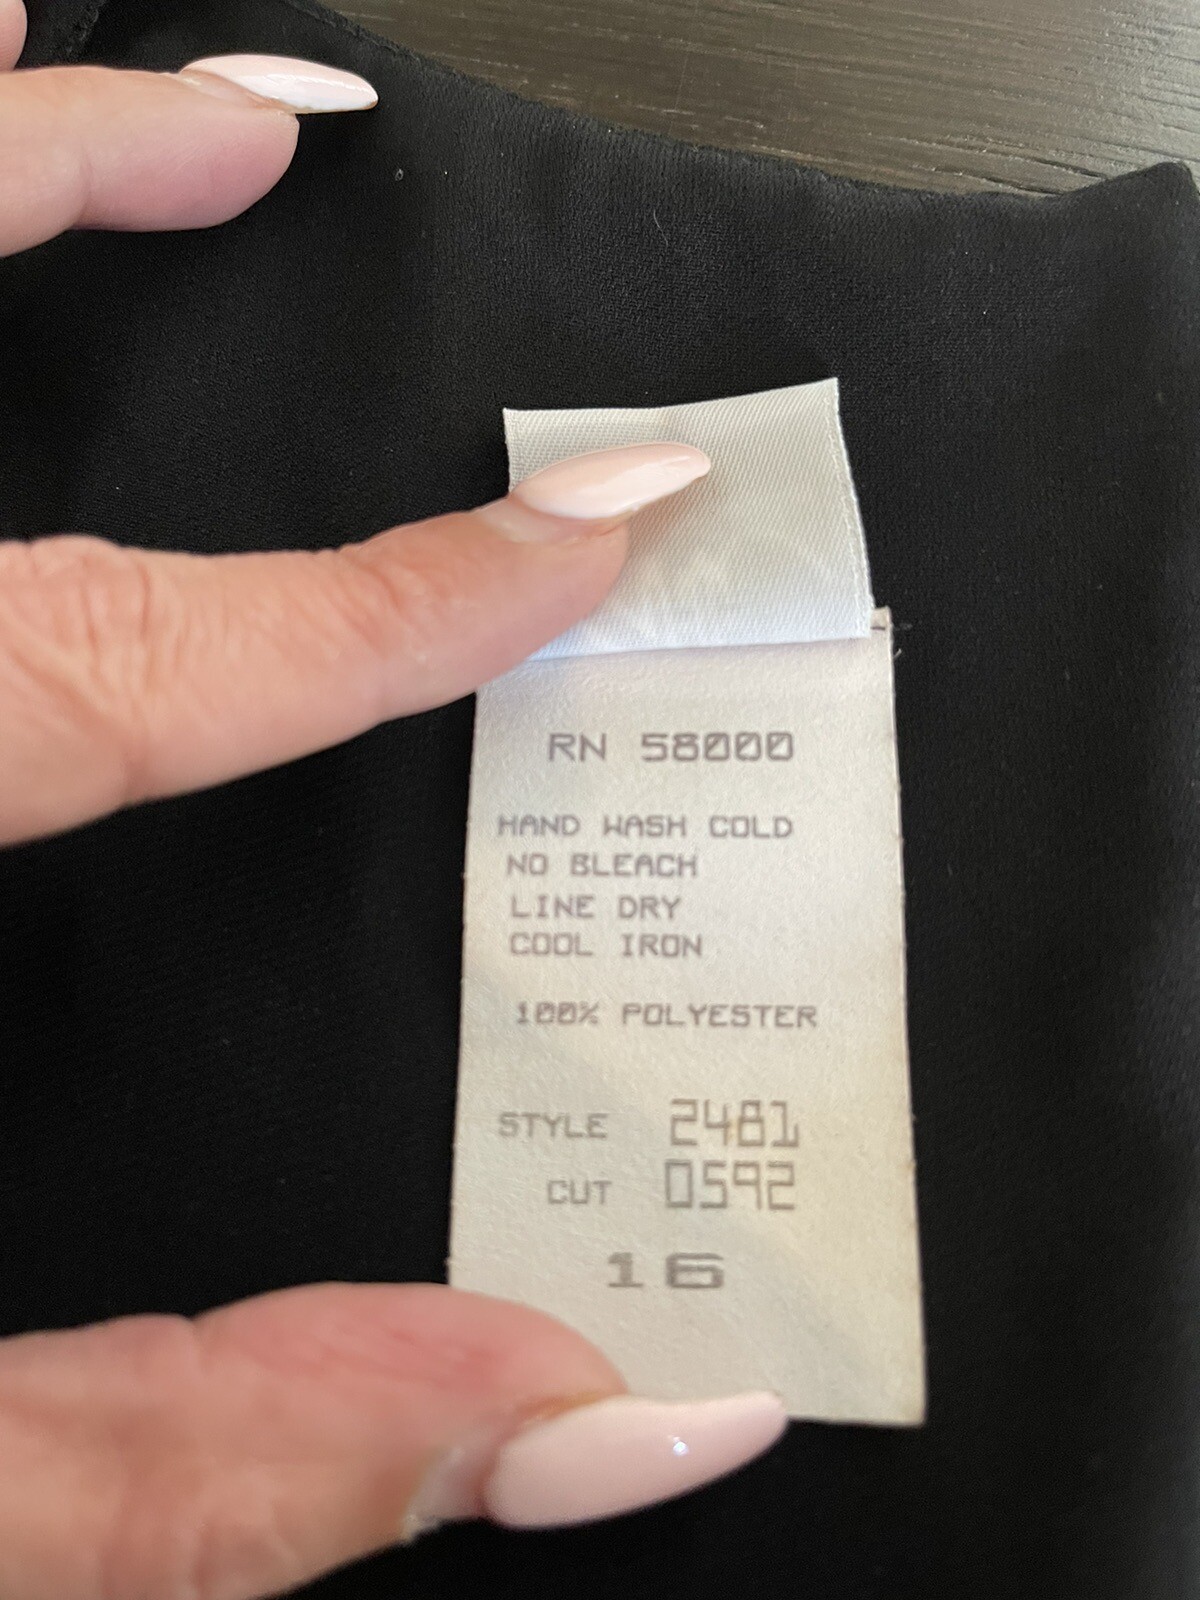 RN 58000
HAND WASH COLD
NO BLEACH
LINE DRY
COOL IRON
100% POLYESTER
STYLE 2481
CUT 0592
16